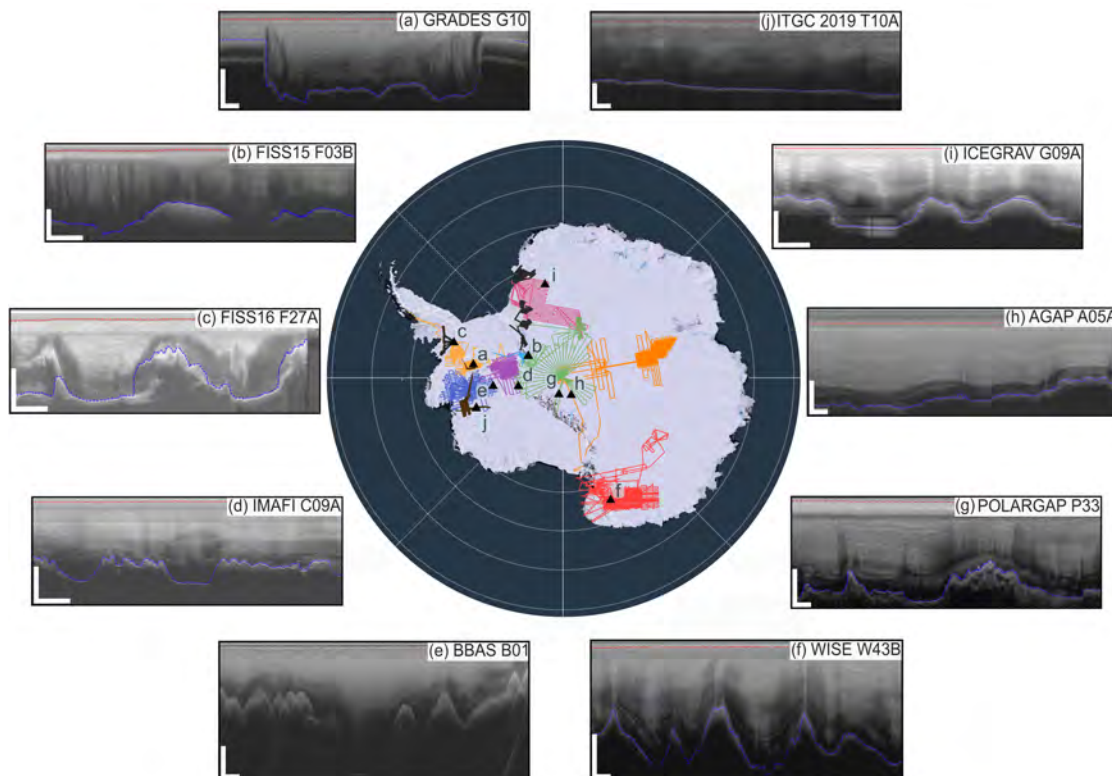 (a) GRADES G10
(j)ITGC 2019 T10A
(b) FISS15 F03B
(i) ICEGRAV G09A
(c) FISS16 F27A
(h) AGAP A05A
(d) IMAFI C09A
(g) POLARGAP P33
(e) BBAS B01
(f) WISE W43B
i
c
b
a
d
e
g
h
j
f